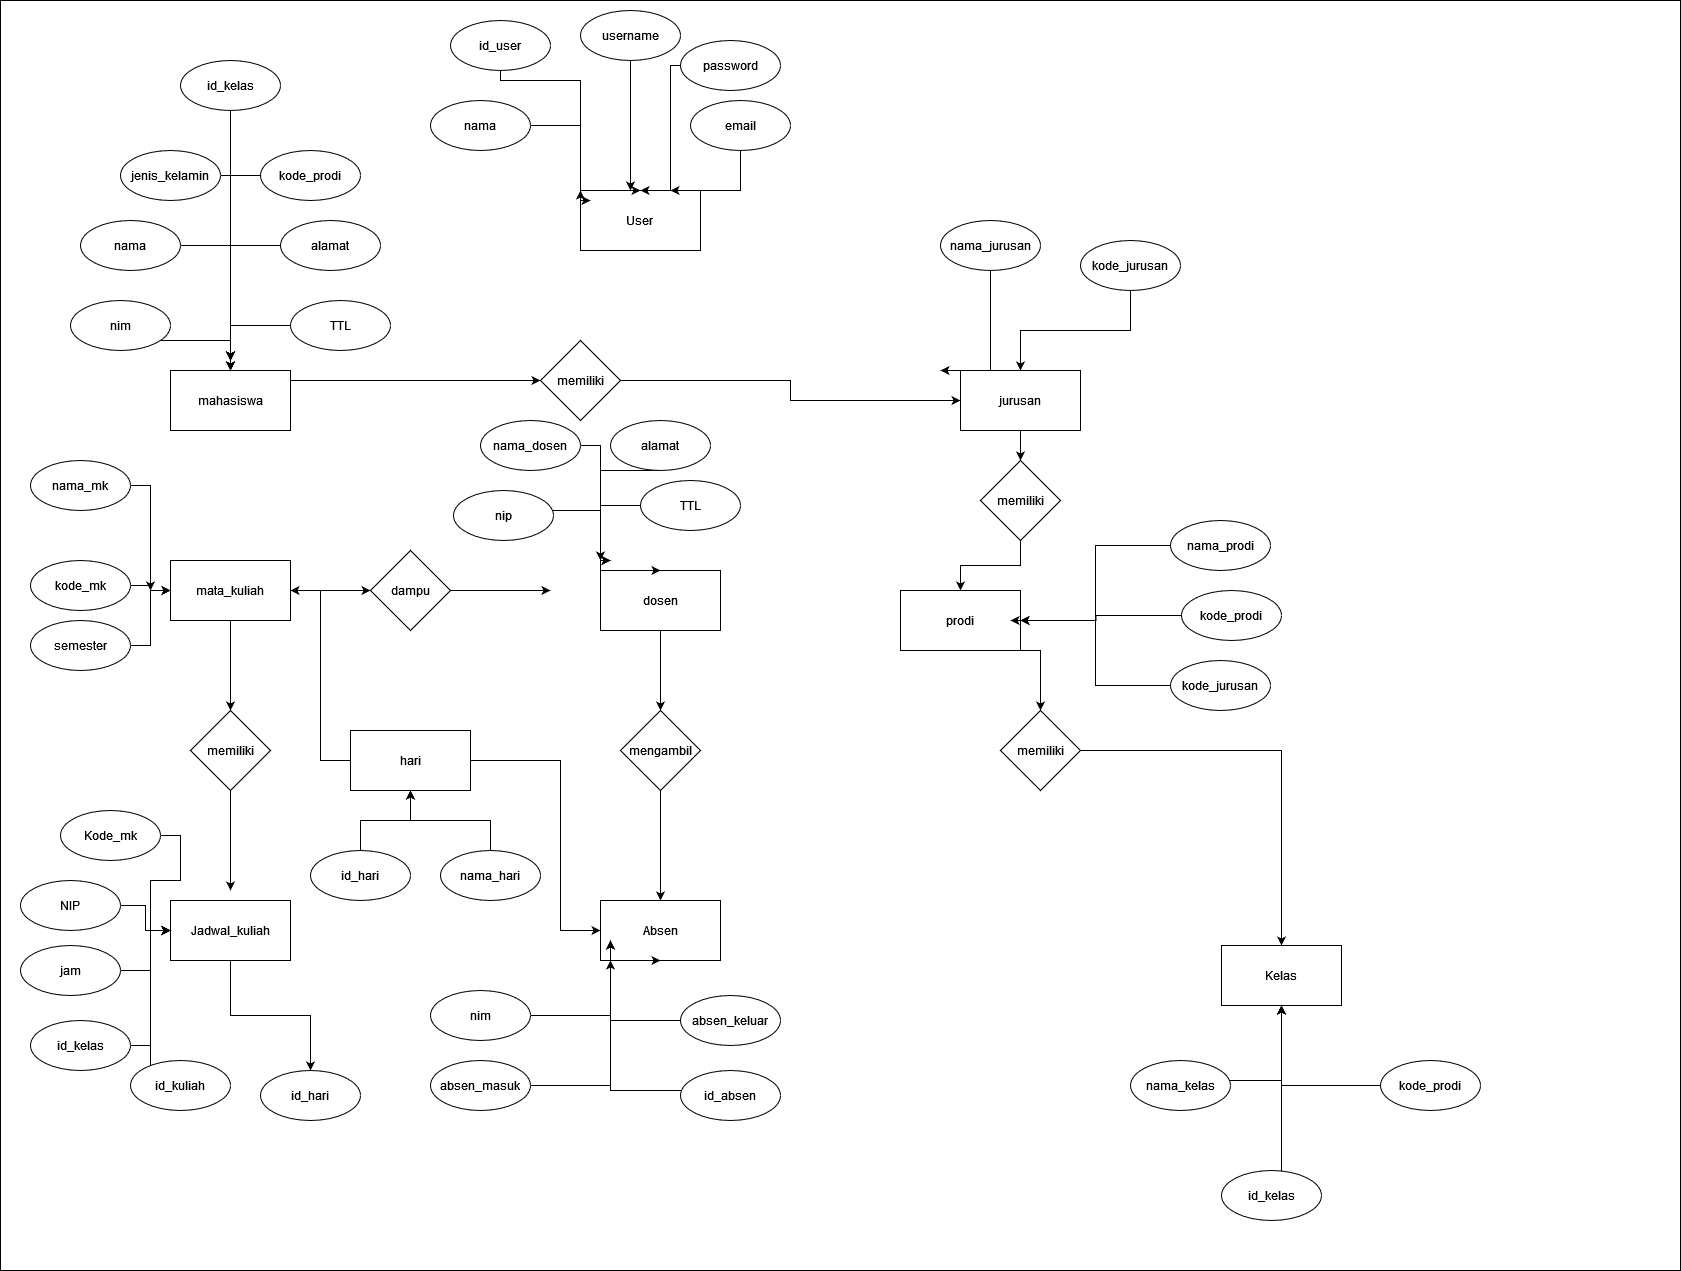 id_user
username
password
id_kelas
nama
email
jenis_kelamin
kode_prodi
User
nama
alamat
nama_jurusan
kode_jurusan
nim
TTL
memiliki
mahasiswa
jurusan
nama_dosen
alamat
nama_mk
memiliki
nip
TTL
nama_prodi
kode_mk
mata_kuliah
dampu
dosen
prodi
kode_prodi
semester
kode_jurusan
memiliki
hari
mengambil
memiliki
Kode_mk
id_hari
nama_hari
NIP
Jadwal_kuliah
Absen
jam
Kelas
nim
absen_keluar
id_kelas
id_kuliah
id_hari
absen_masuk
id_absen
nama_kelas
kode_prodi
id_kelas